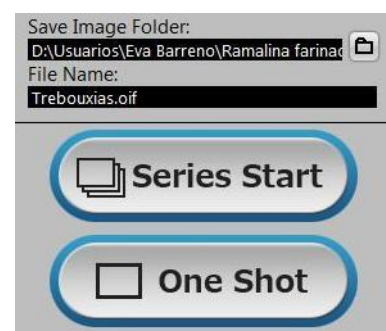 Save Image Folder:
D:\Usuarios\Eva Barreno\Ramalina farinac
File Name:
Trebouxias.oif
Series Start
One Shot